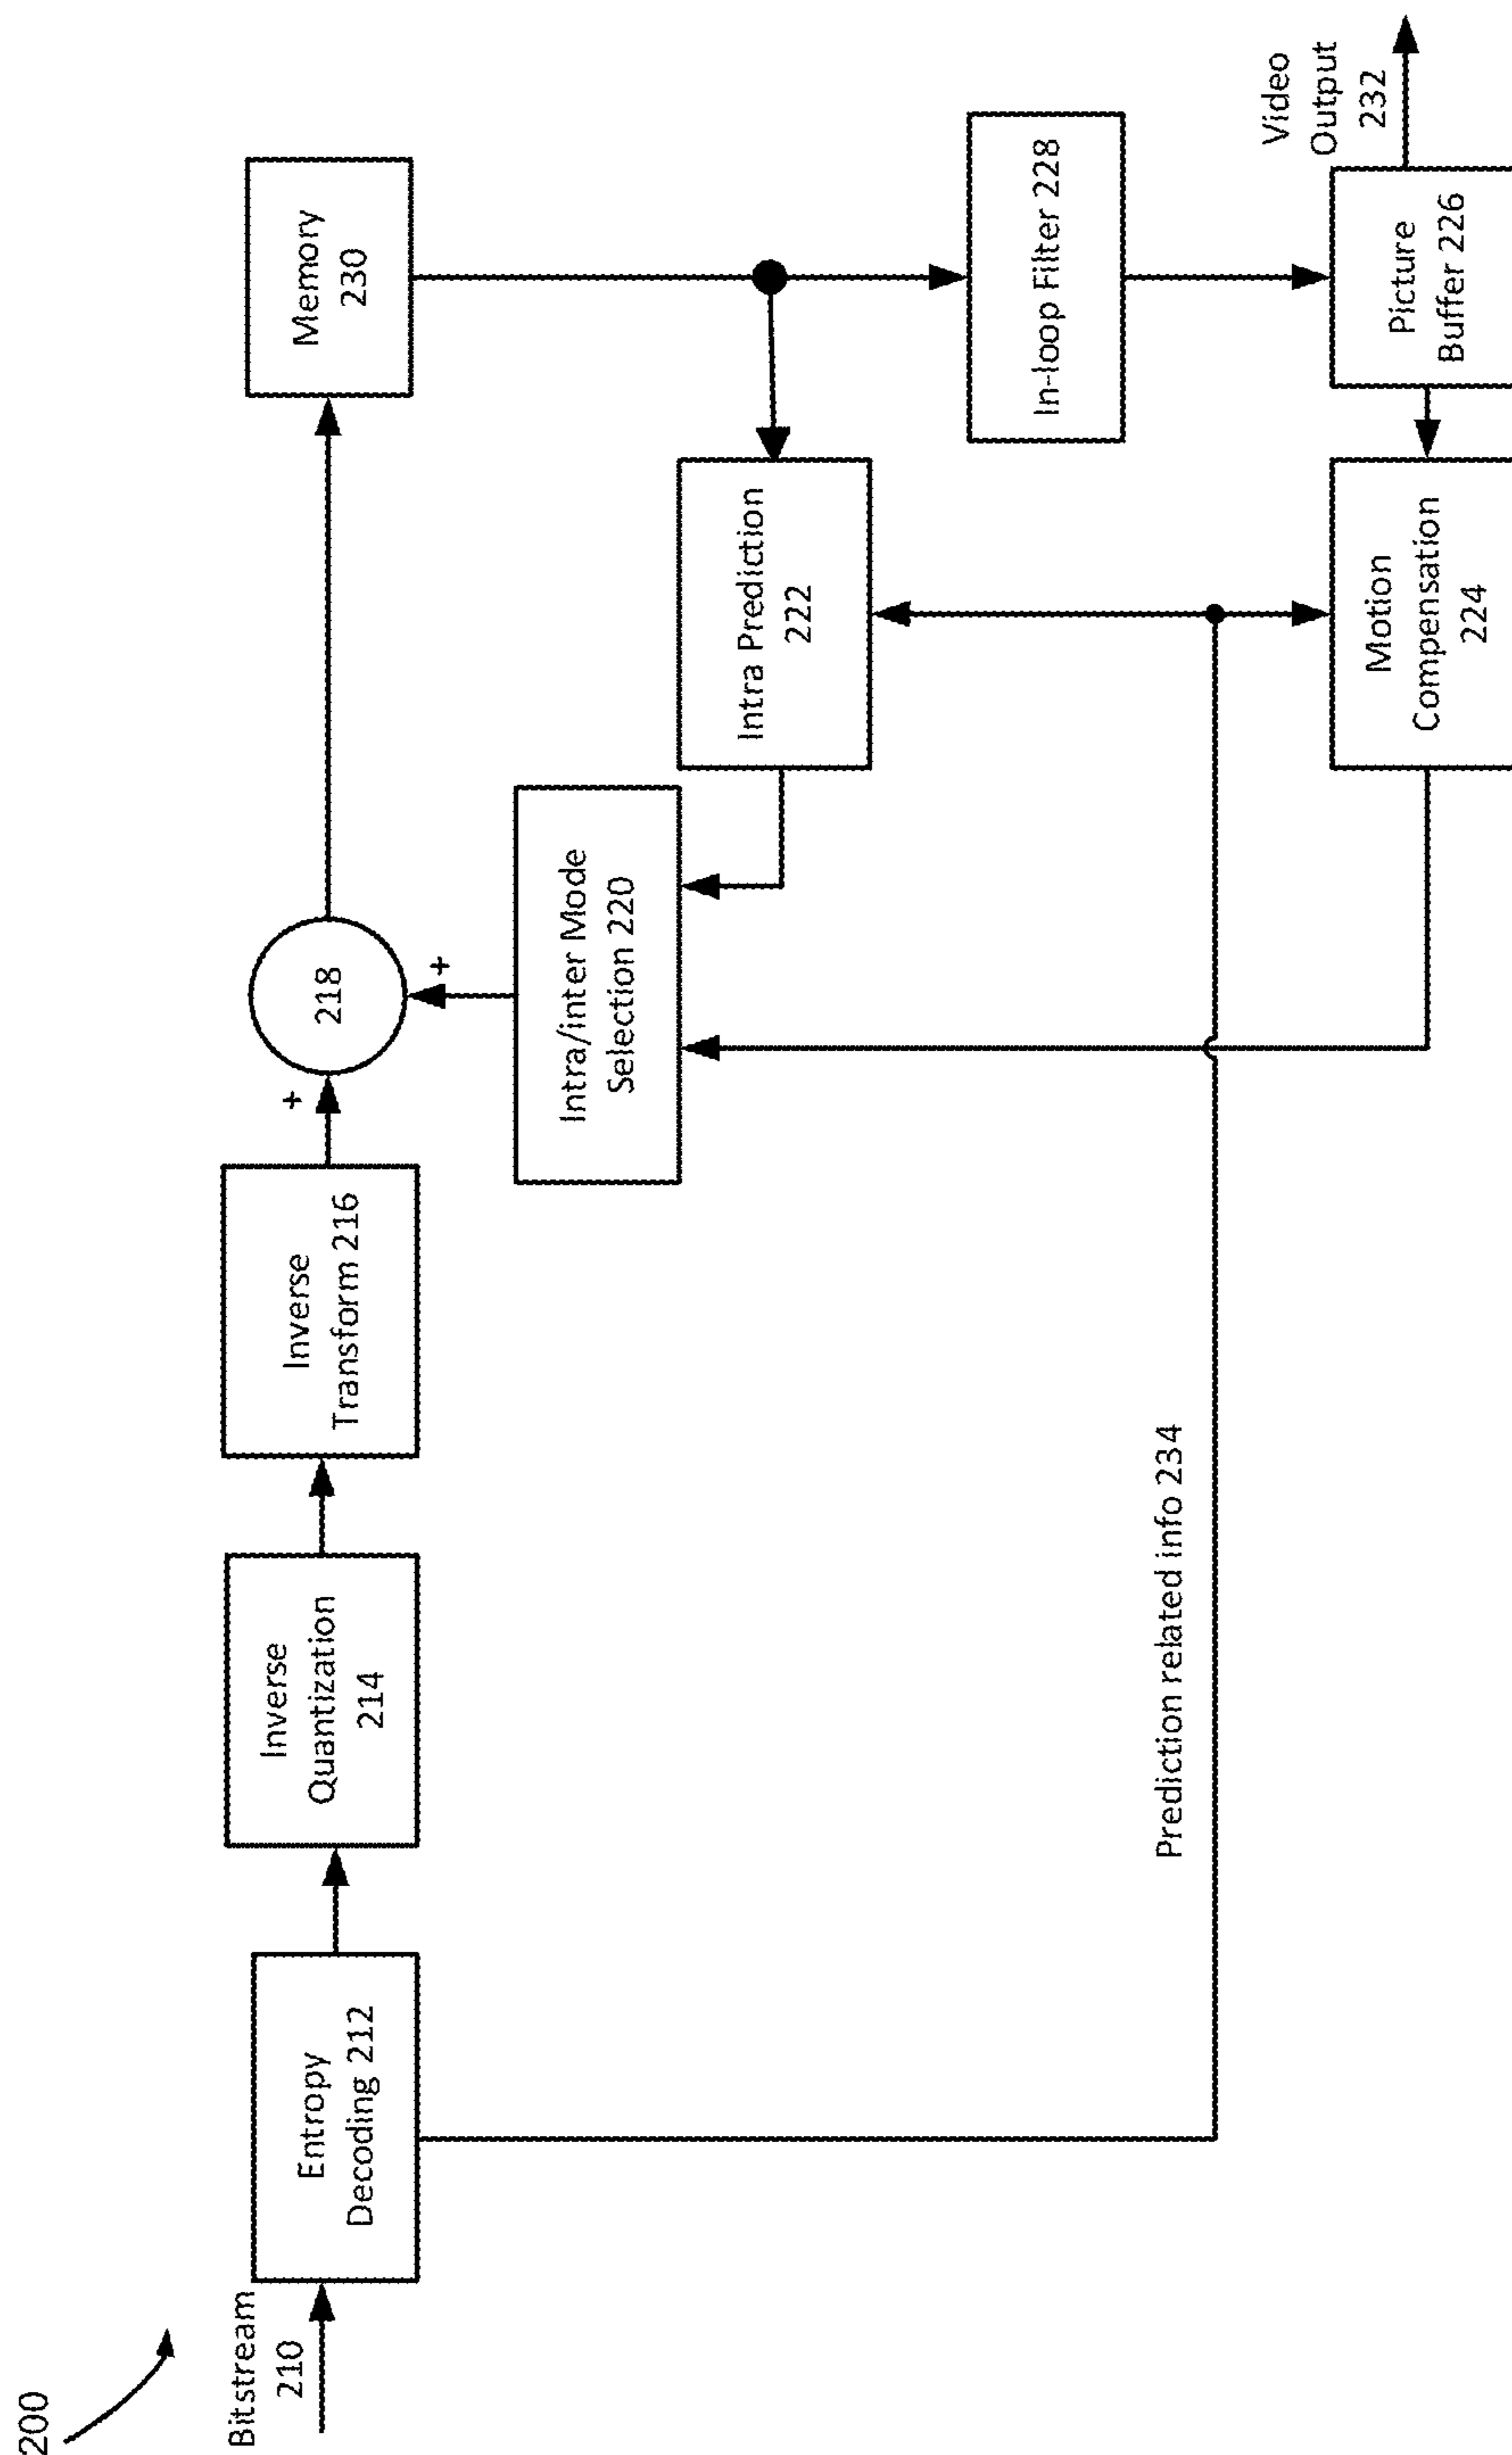 200
Bitstream
210
Entropy
Decoding 212
Inverse
Quantization
214
Inverse
Transform 216
+
218
+
Memory
230
Intra/inter Mode
Selection 220
Intra Prediction
222
In-loop Filter 228
Prediction related info 234
Motion
Compensation
224
Picture
Buffer 226
Video
Output
232